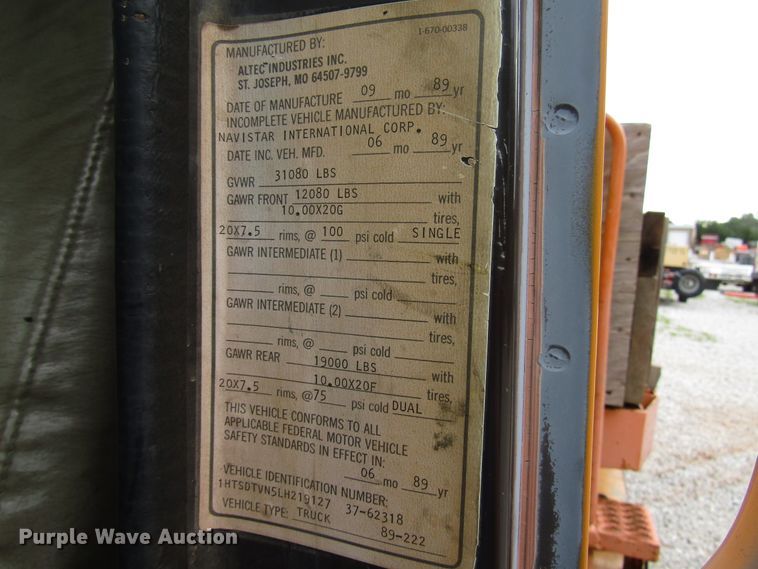 1-670-00338
MANUFACTURED BY:
ALTEC INDUSTRIES INC.
ST. JOSEPH, MO 64507-9799
DATE OF MANUFACTURE 09 mo 89 yr
INCOMPLETE VEHICLE MANUFACTURED BY:
NAVISTAR INTERNATIONAL CORP.
DATE INC. VEH. MFD. 06 mo 89 yr
GVWR 31080 LBS
GAWR FRONT 12080 LBS with
10.00X20G tires,
20X7.5 rims, @ 100 psi cold SINGLE
GAWR INTERMEDIATE (1) with
tires,
rims, @ psi cold
GAWR INTERMEDIATE (2) with
tires,
rims, @ psi cold
GAWR REAR 19000 LBS with
10.00X20F tires,
20X7.5 rims, @ 75 psi cold DUAL
THIS VEHICLE CONFORMS TO ALL
APPLICABLE FEDERAL MOTOR VEHICLE
SAFETY STANDARDS IN EFFECT IN:
06 mo 89 yr
VEHICLE IDENTIFICATION NUMBER:
1HTSDTVN5LH219127 37-62318
VEHICLE TYPE: TRUCK 89-222
Purple Wave Auction